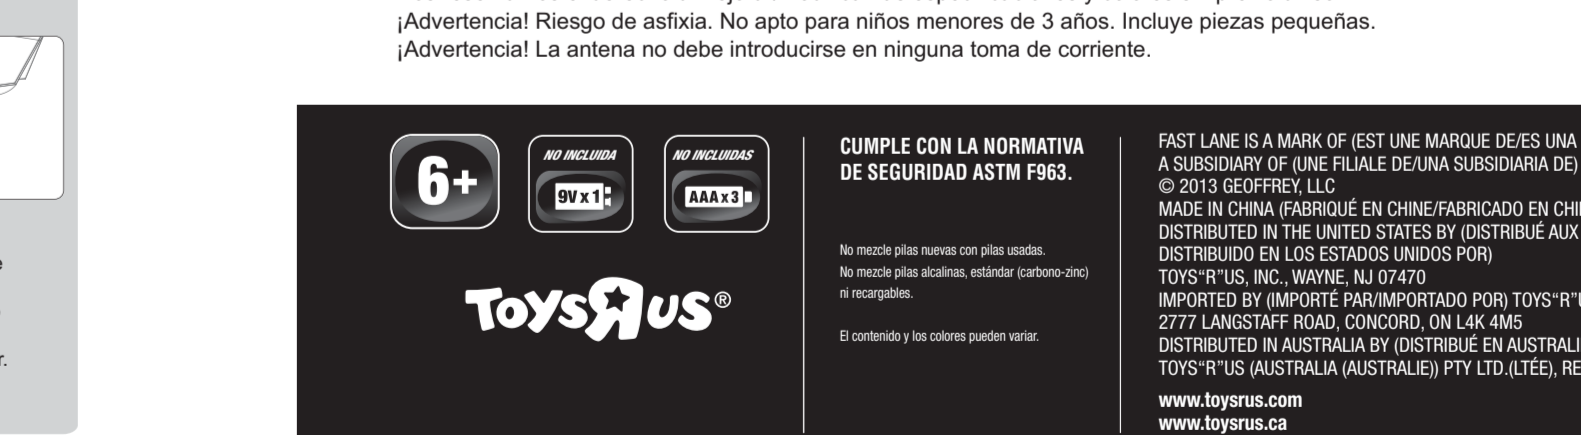 ¡Advertencia! Riesgo de asfixia. No apto para niños menores de 3 años. Incluye piezas pequeñas.
¡Advertencia! La antena no debe introducirse en ninguna toma de corriente.
e
r.
6+
NO INCLUIDA
9V x 1
NO INCLUIDAS
AAA x 3
TOYSRUS®
CUMPLE CON LA NORMATIVA
DE SEGURIDAD ASTM F963.
No mezcle pilas nuevas con pilas usadas.
No mezcle pilas alcalinas, estándar (carbono-zinc)
ni recargables.
El contenido y los colores pueden variar.
FAST LANE IS A MARK OF (EST UNE MARQUE DE/ES UNA
A SUBSIDIARY OF (UNE FILIALE DE/UNA SUBSIDIARIA DE)
© 2013 GEOFFREY, LLC
MADE IN CHINA (FABRIQUÉ EN CHINE/FABRICADO EN CHI
DISTRIBUTED IN THE UNITED STATES BY (DISTRIBUÉ AUX
DISTRIBUIDO EN LOS ESTADOS UNIDOS POR)
TOYS“R”US, INC., WAYNE, NJ 07470
IMPORTED BY (IMPORTÉ PAR/IMPORTADO POR) TOYS“R”U
2777 LANGSTAFF ROAD, CONCORD, ON L4K 4M5
DISTRIBUTED IN AUSTRALIA BY (DISTRIBUÉ EN AUSTRALI
TOYS“R”US (AUSTRALIA (AUSTRALIE)) PTY LTD.(LTÉE), RE
www.toysrus.com
www.toysrus.ca